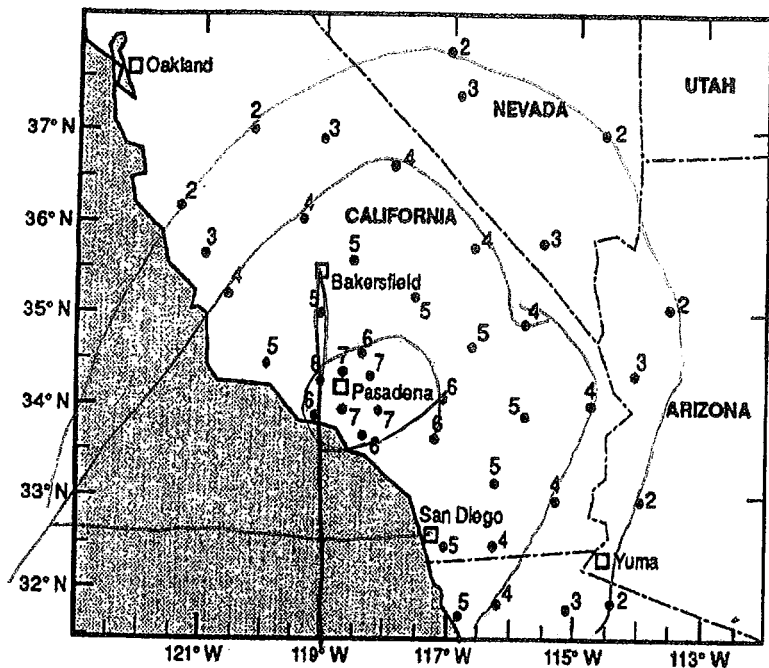 2
Oakland
3
NEVADA
UTAH
37° N
2
3
2
4
2
4
CALIFORNIA
36° N
3
5
4
3
4
Bakersfield
5
35° N
5
4
2
5
6
5
3
7
6
7
Pasadena
6
34° N
6
7
7
5
4
ARIZONA
6
6
33° N
5
4
2
San Diego
5
4
Yuma
32° N
5
4
3
2
121° W
119° W
117° W
115° W
113° W